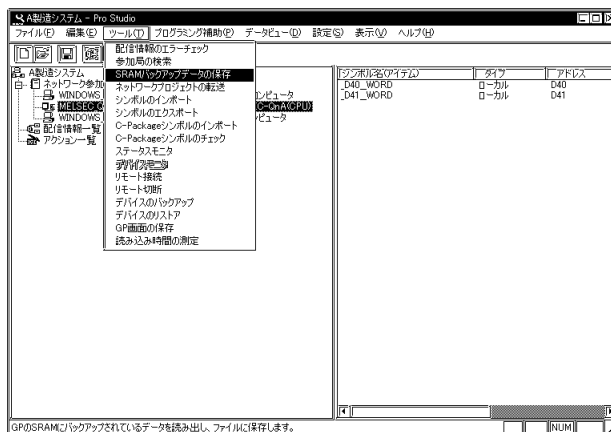 A製造システム - Pro Studio
ファイル(F) 編集(E) ツール(T) プログラミング補助(P) データビュー(D) 設定(S) 表示(V) ヘルプ(H)
配信情報のエラーチェック
参加局の検索
SRAMバックアップデータの保存
ネットワークプロジェクトの転送
シンボルのインポート
シンボルのエクスポート
C-Packageシンボルのインポート
C-Packageシンボルのチェック
ステータスモニタ
デバイスモニタ
リモート接続
リモート切断
デバイスのバックアップ
デバイスのリストア
GP画面の保存
読み込み時間の測定
A製造システム
ネットワーク参加
WINDOWS_ ンピュータ
MELSEC C-QnA(CPU)
WINDOWS_ ピュータ
配信情報一覧
アクション一覧
シンボル名(アイテム) タイプ アドレス
_D40_WORD ローカル D40
_D41_WORD ローカル D41
GPのSRAMにバックアップされているデータを読み出し、ファイルに保存します。
NUM